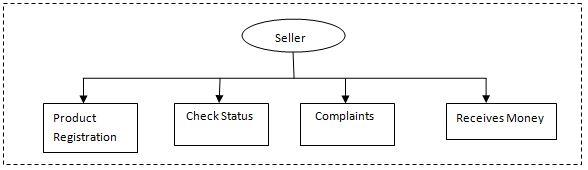 Seller
Product
Registration
Check Status
Complaints
Receives Money